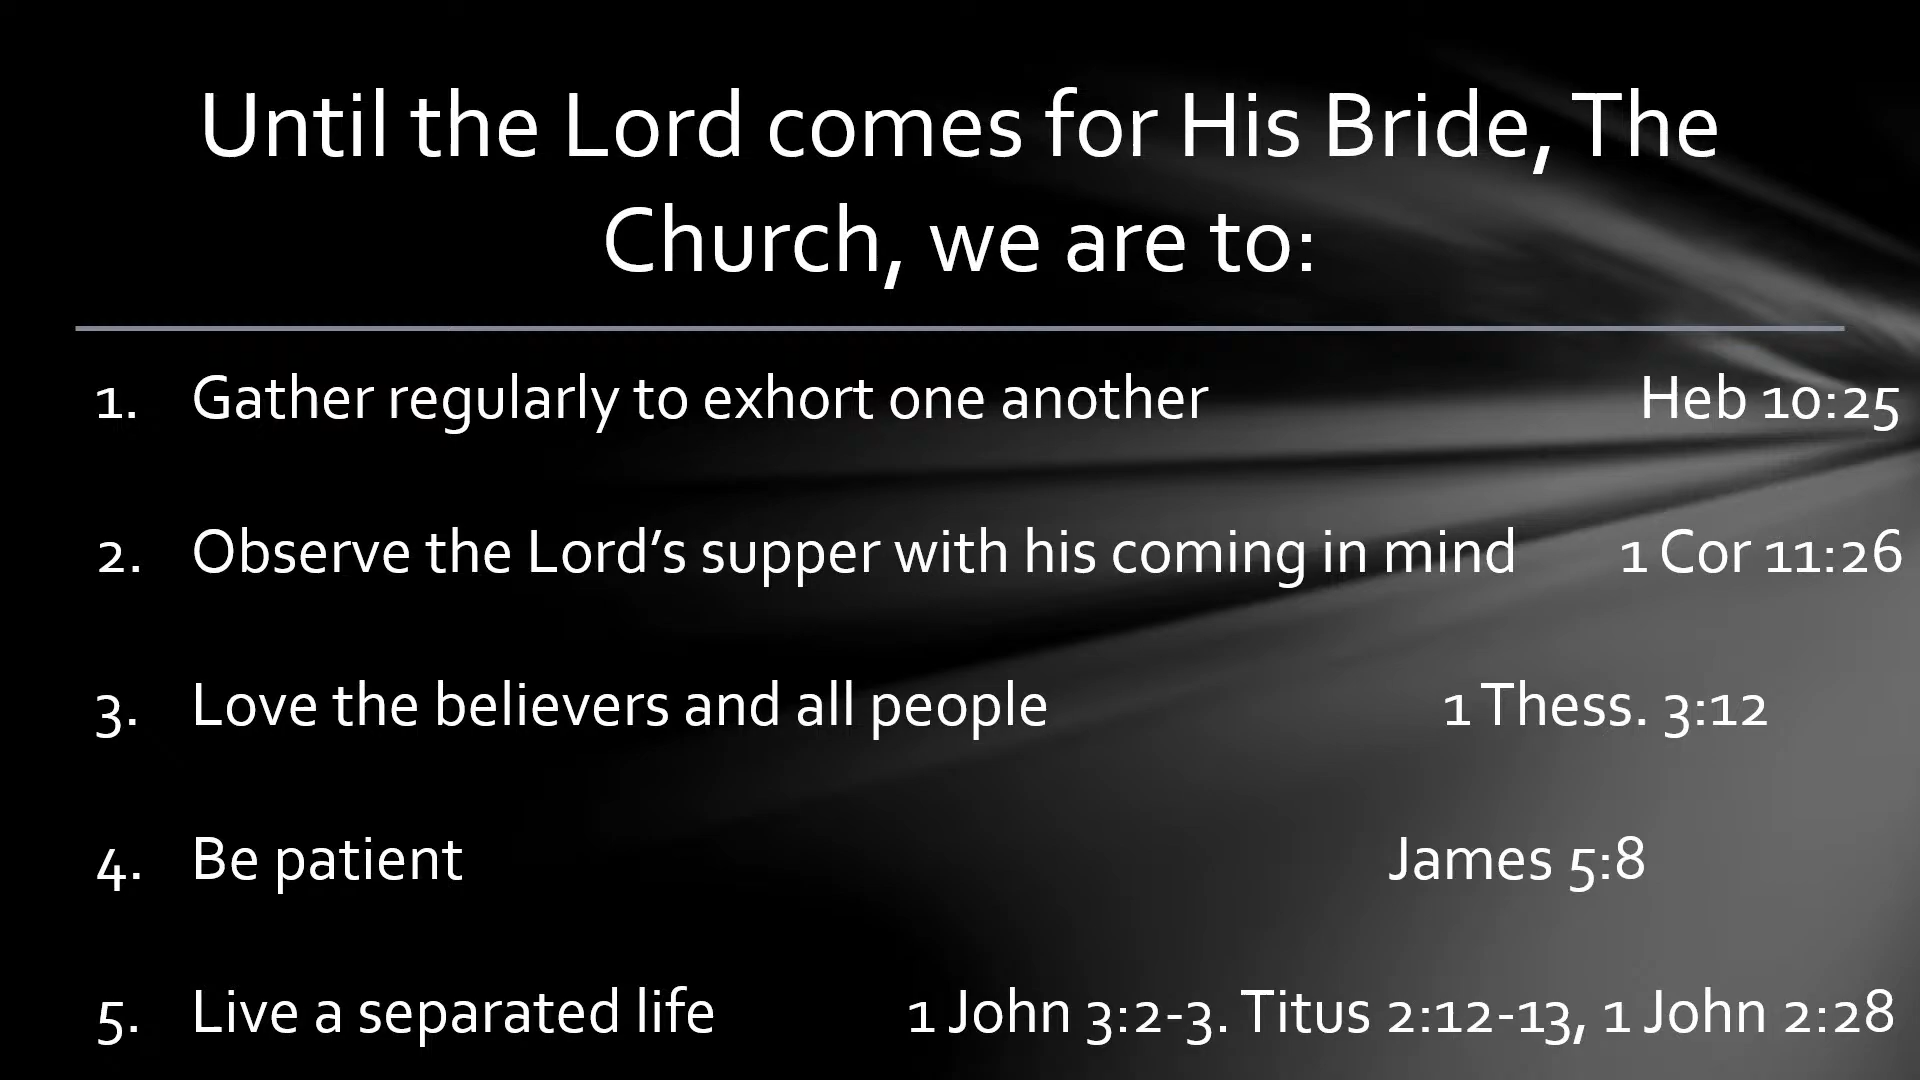 Until the Lord comes for His Bride, The
Church, we are to:
1. Gather regularly to exhort one another Heb 10:25
2. Observe the Lord’s supper with his coming in mind 1 Cor 11:26
3. Love the believers and all people 1 Thess. 3:12
4. Be patient James 5:8
5. Live a separated life 1 John 3:2-3. Titus 2:12-13, 1 John 2:28